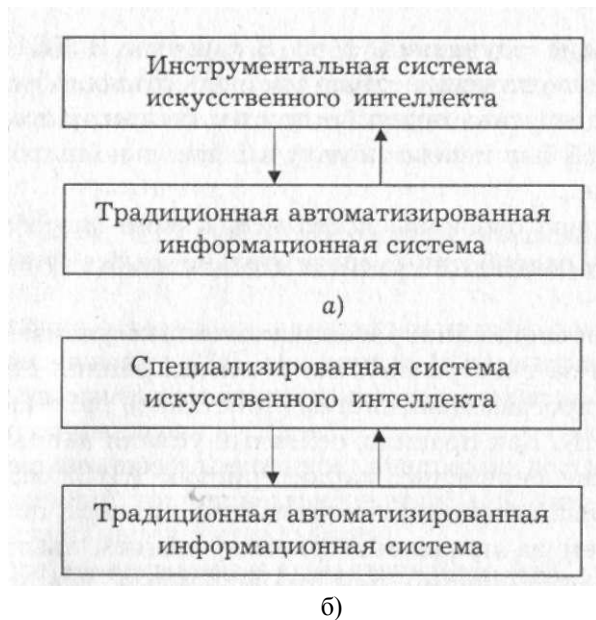 Инструментальная система
искусственного интеллекта
Традиционная автоматизированная
информационная система
а)
Специализированная система
искусственного интеллекта
Традиционная автоматизированная
информационная система
б)